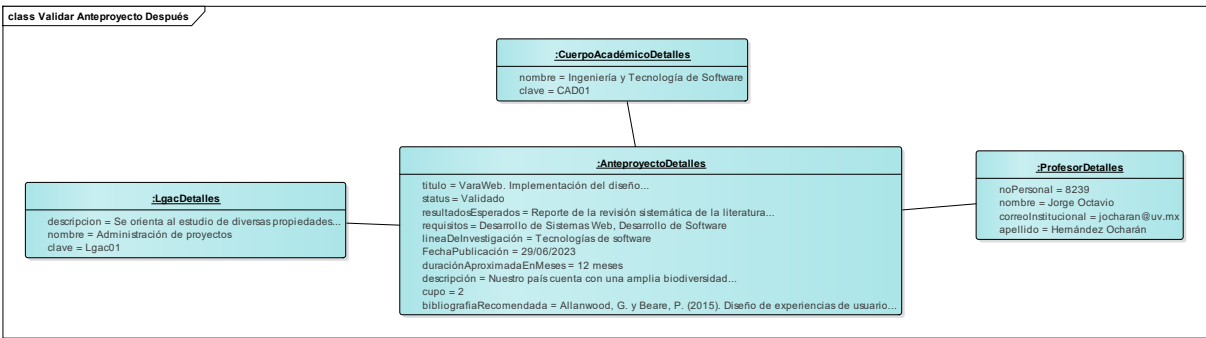 class Validar Anteproyecto Después
:CuerpoAcadémicoDetalles
nombre = Ingeniería y Tecnología de Software
clave = CAD01
:AnteproyectoDetalles
titulo = VaraWeb. Implementación del diseño...
status = Validado
resultadosEsperados = Reporte de la revisión sistemática de la literatura...
requisitos = Desarrollo de Sistemas Web, Desarrollo de Software
lineaDeInvestigación = Tecnologías de software
FechaPublicación = 29/06/2023
duraciónAproximadaEnMeses = 12 meses
descripción = Nuestro país cuenta con una amplia biodiversidad...
cupo = 2
bibliografiaRecomendada = Allanwood, G. y Beare, P. (2015). Diseño de experiencias de usuario...
:LgacDetalles
descripcion = Se orienta al estudio de diversas propiedades...
nombre = Administración de proyectos
clave = Lgac01
:ProfesorDetalles
noPersonal = 8239
nombre = Jorge Octavio
correoInstitucional = jocharan@uv.mx
apellido = Hernández Ocharán